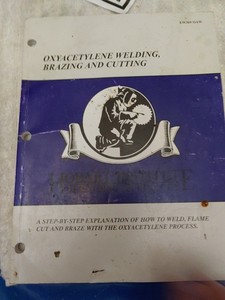 OXYACETYLENE WELDING,
BRAZING AND CUTTING
A STEP-BY-STEP EXPLANATION OF HOW TO WELD, FLAME
CUT AND BRAZE WITH THE OXYACETYLENE PROCESS.